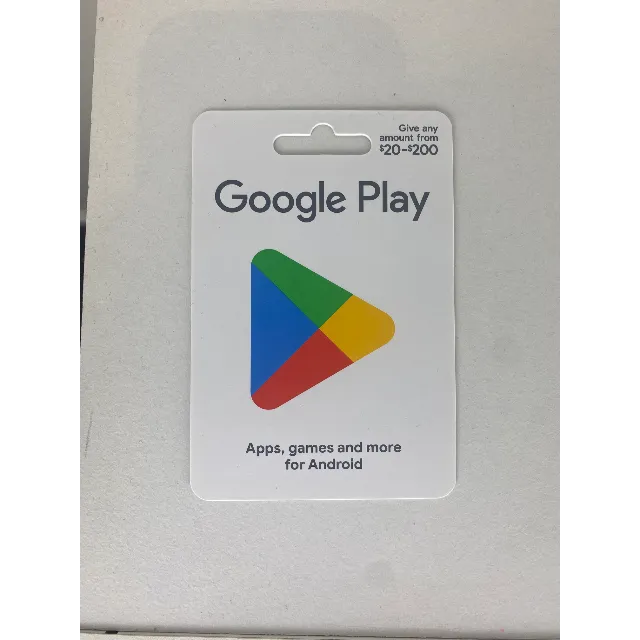 Give any
amount from
$20–$200
Google Play
Apps, games and more
for Android